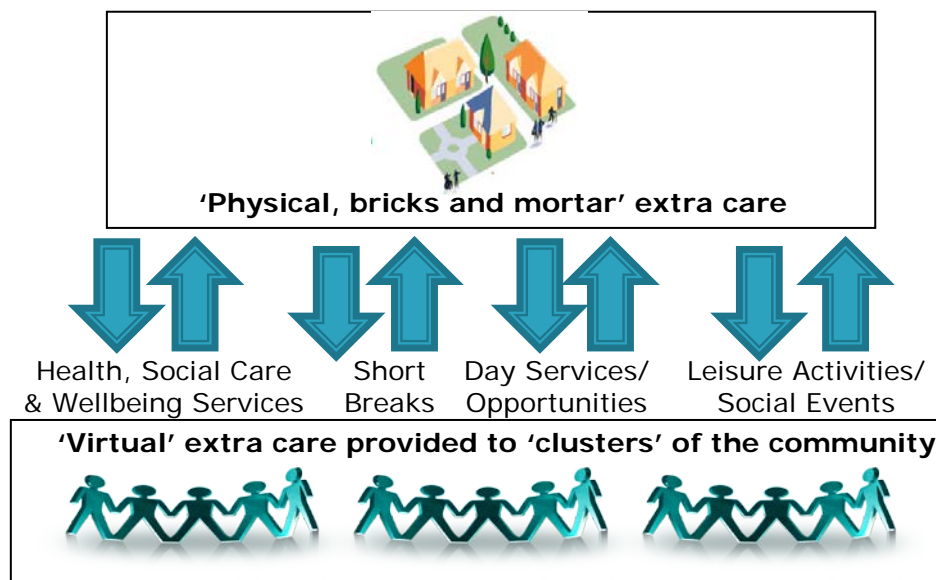 ‘Physical, bricks and mortar’ extra care
Health, Social Care
& Wellbeing Services
Short
Breaks
Day Services/
Opportunities
Leisure Activities/
Social Events
‘Virtual’ extra care provided to ‘clusters’ of the community